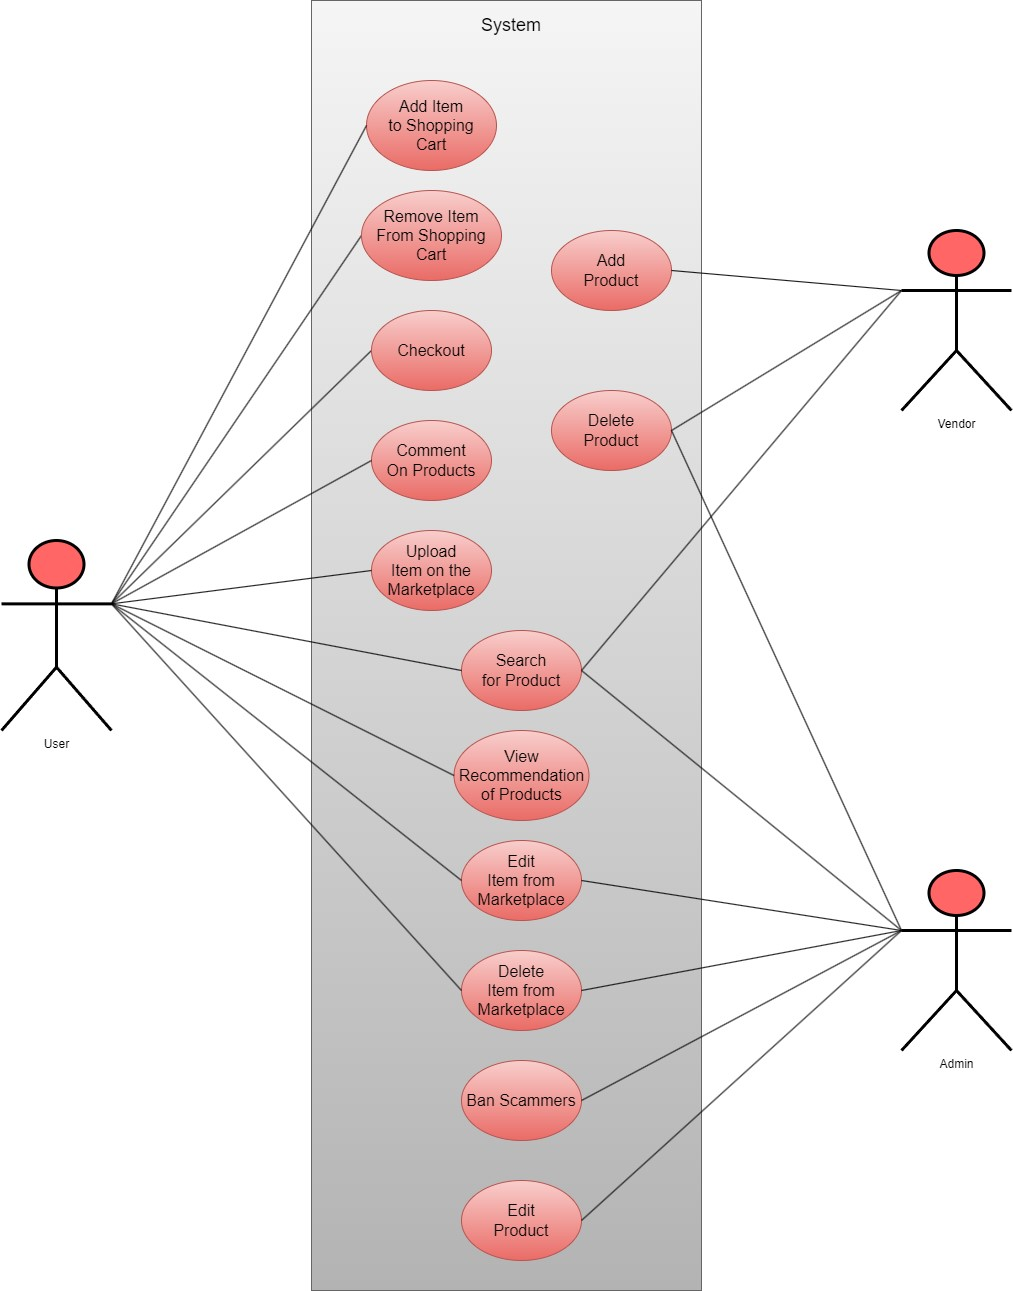 System
Add Item
to Shopping
Cart
Remove Item
From Shopping
Cart
Add
Product
Checkout
Delete
Product
Vendor
Comment
On Products
Upload
Item on the
Marketplace
Search
for Product
User
View
Recommendation
of Products
Edit
Item from
Marketplace
Delete
Item from
Marketplace
Admin
Ban Scammers
Edit
Product